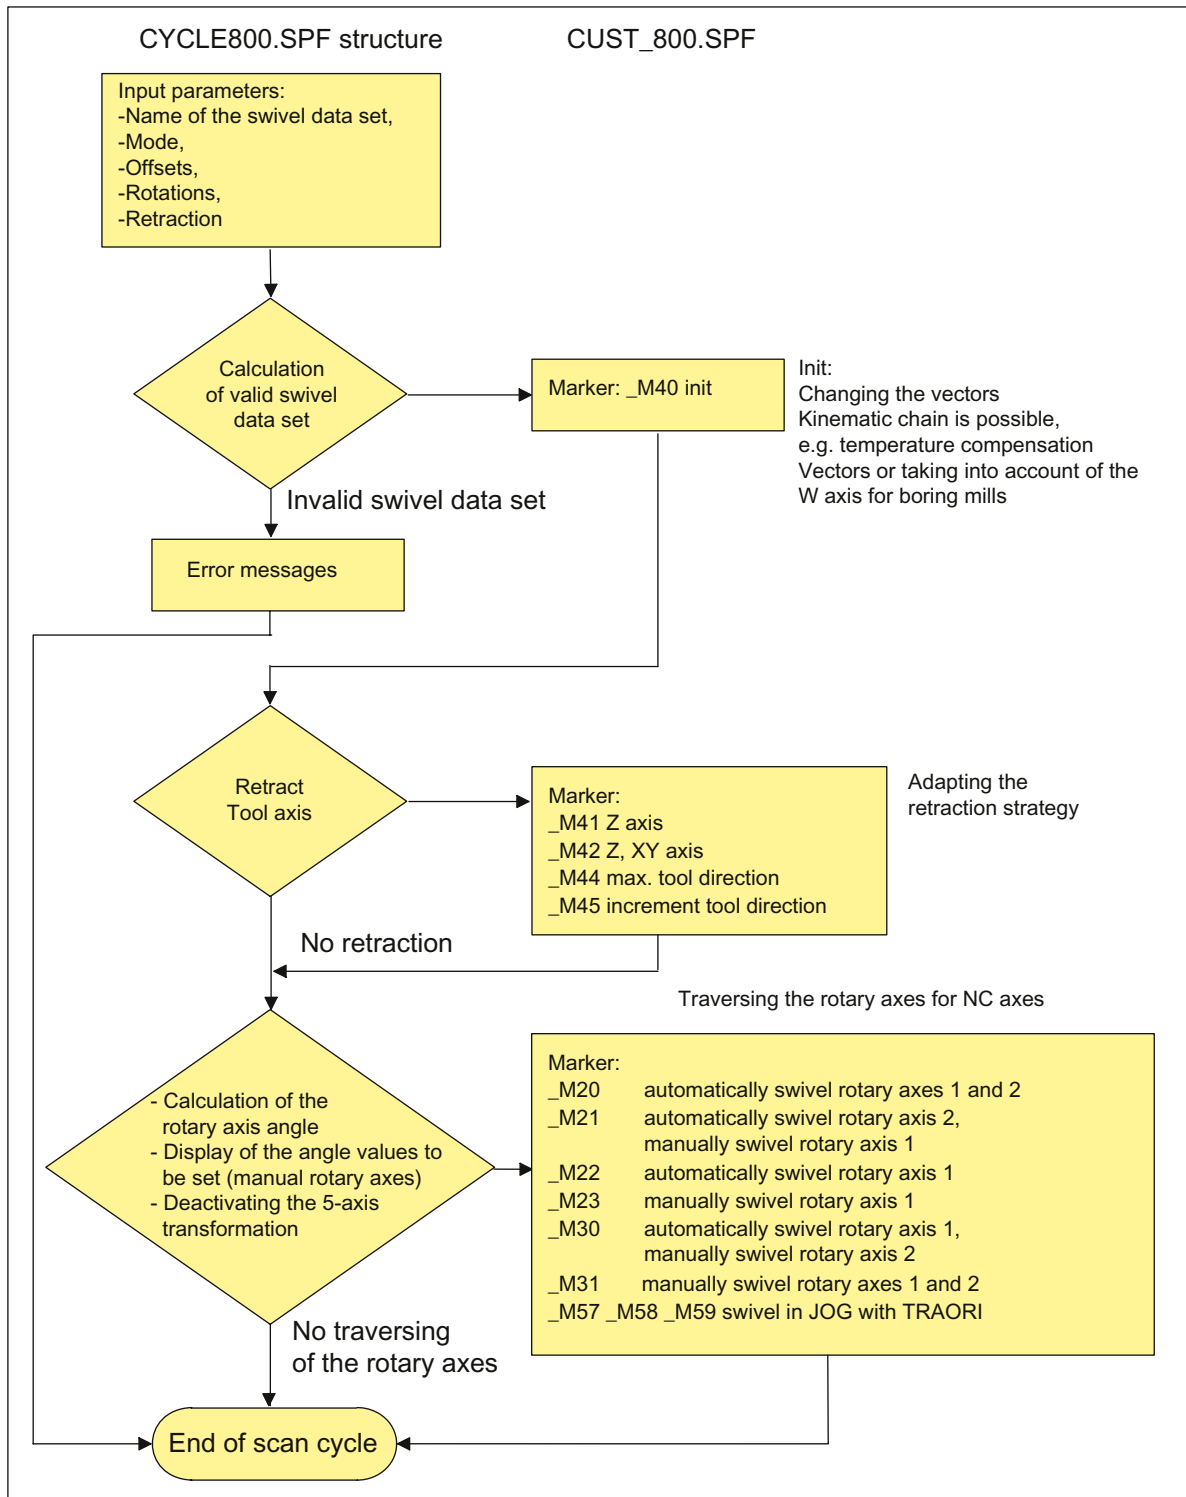 CYCLE800.SPF structure
CUST_800.SPF
Input parameters:
-Name of the swivel data set,
-Mode,
-Offsets,
-Rotations,
-Retraction
Calculation
of valid swivel
data set
Marker: _M40 init
Init:
Changing the vectors
Kinematic chain is possible,
e.g. temperature compensation
Vectors or taking into account of the
W axis for boring mills
Invalid swivel data set
Error messages
Retract
Tool axis
Marker:
_M41 Z axis
_M42 Z, XY axis
_M44 max. tool direction
_M45 increment tool direction
Adapting the
retraction strategy
No retraction
Traversing the rotary axes for NC axes
- Calculation of the
rotary axis angle
- Display of the angle values to
be set (manual rotary axes)
- Deactivating the 5-axis
transformation
Marker:
_M20 automatically swivel rotary axes 1 and 2
_M21 automatically swivel rotary axis 2,
manually swivel rotary axis 1
_M22 automatically swivel rotary axis 1
_M23 manually swivel rotary axis 1
_M30 automatically swivel rotary axis 1,
manually swivel rotary axis 2
_M31 manually swivel rotary axes 1 and 2
_M57 _M58 _M59 swivel in JOG with TRAORI
No traversing
of the rotary axes
End of scan cycle